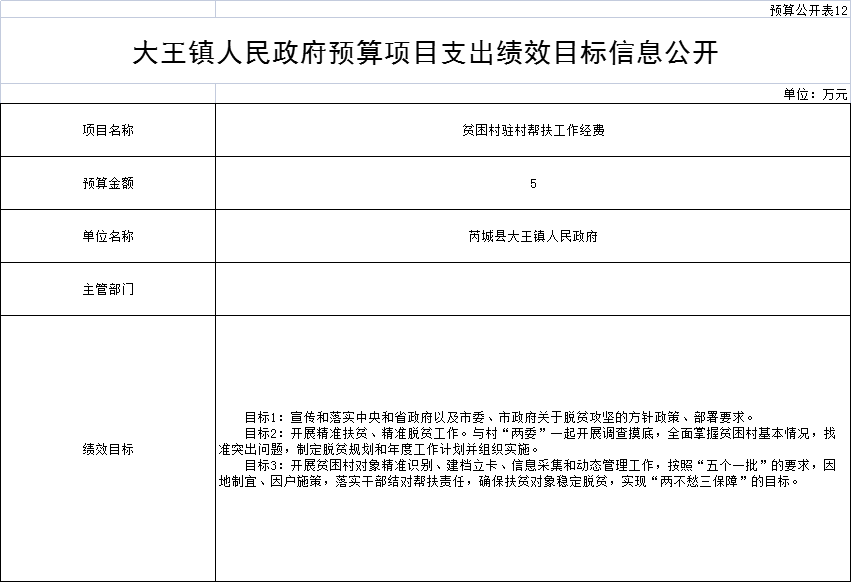 预算公开表12
大王镇人民政府预算项目支出绩效目标信息公开
单位：万元
项目名称
贫困村驻村帮扶工作经费
预算金额
5
单位名称
芮城县大王镇人民政府
主管部门
绩效目标
目标1：宣传和落实中央和省政府以及市委、市政府关于脱贫攻坚的方针政策、部署要求。
目标2：开展精准扶贫、精准脱贫工作。与村“两委”一起开展调查摸底，全面掌握贫困村基本情况，找
准突出问题，制定脱贫规划和年度工作计划并组织实施。
目标3：开展贫困村对象精准识别、建档立卡、信息采集和动态管理工作，按照“五个一批”的要求，因
地制宜、因户施策，落实干部结对帮扶责任，确保扶贫对象稳定脱贫，实现“两不愁三保障”的目标。